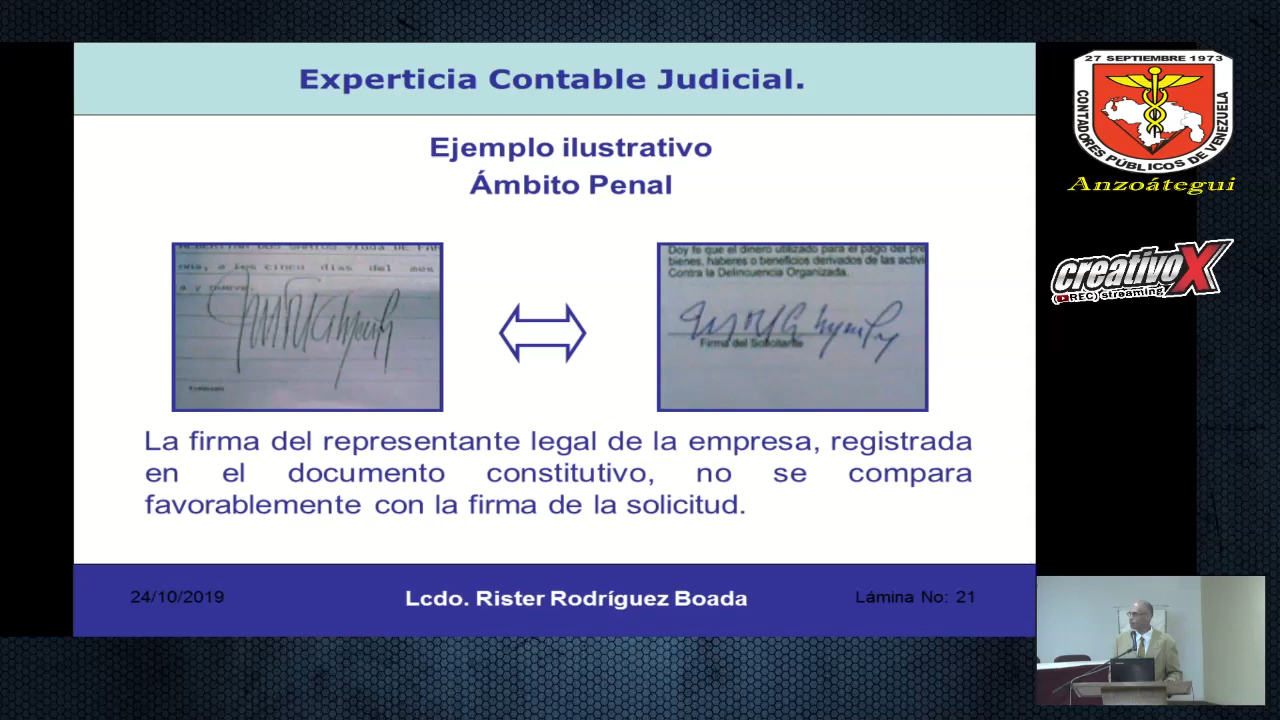 Experticia Contable Judicial.
27 SEPTIEMBRE 1973
CONTADORES PÚBLICOS DE VENEZUELA
Anzoátegui
Ejemplo ilustrativo
Ámbito Penal
creativoX
(REC) streaming
VIUDA DE
a los cinco dias del mes
a y nueve.
Doy fe que el dinero utilizado para el pago del pre
bienes, haberes o beneficios derivados de las activi
Contra la Delincuencia Organizada.
Firma del Solicitante
La firma del representante legal de la empresa, registrada
en el documento constitutivo, no se compara
favorablemente con la firma de la solicitud.
24/10/2019
Lcdo. Rister Rodríguez Boada
Lámina No: 21